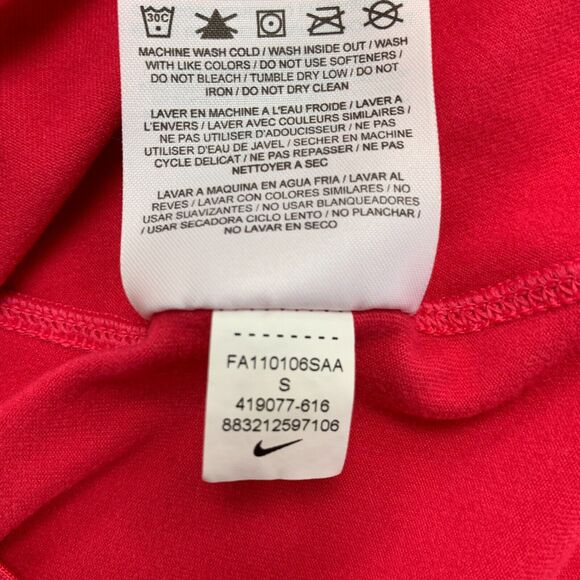 30C
MACHINE WASH COLD / WASH INSIDE OUT / WASH
WITH LIKE COLORS / DO NOT USE SOFTENERS /
DO NOT BLEACH / TUMBLE DRY LOW / DO NOT
IRON / DO NOT DRY CLEAN
LAVER EN MACHINE A L'EAU FROIDE / LAVER A
L'ENVERS / LAVER AVEC COULEURS SIMILAIRES /
NE PAS UTILISER D'ADOUCISSEUR / NE PAS
UTILISER D'EAU DE JAVEL / SECHER EN MACHINE
CYCLE DELICAT / NE PAS REPASSER / NE PAS
NETTOYER A SEC
LAVAR A MAQUINA EN AGUA FRIA / LAVAR AL
REVES / LAVAR CON COLORES SIMILARES / NO
USAR SUAVIZANTES / NO USAR BLANQUEADORES
/ USAR SECADORA CICLO LENTO / NO PLANCHAR /
NO LAVAR EN SECO
FA110106SAA
S
419077-616
883212597106